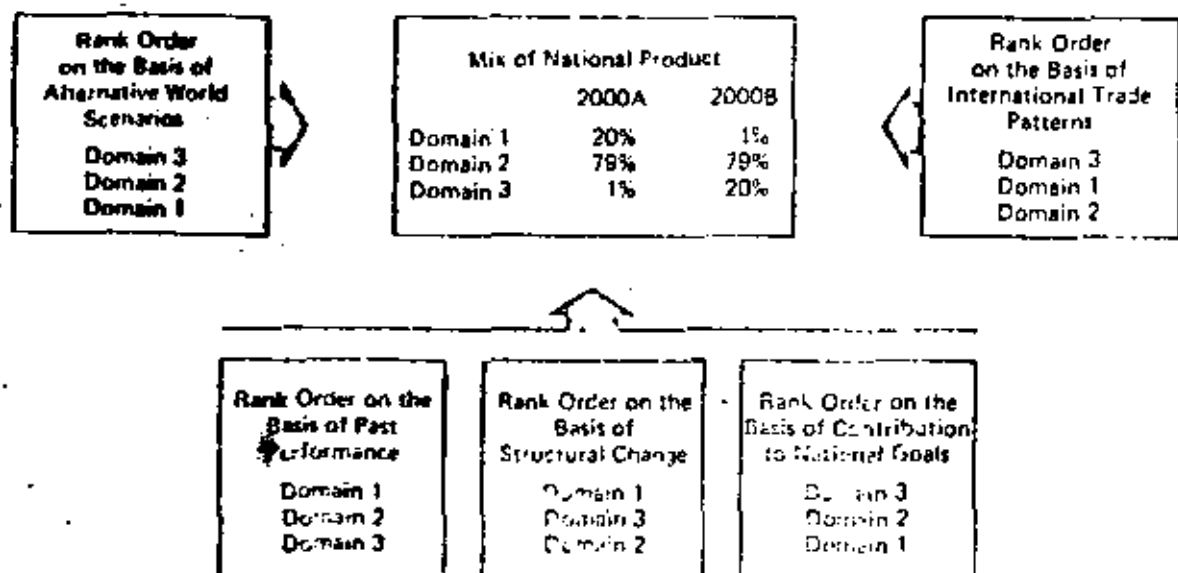 Rank Order
on the Basis of
Alternative World
Scenarios
Domain 3
Domain 2
Domain 1
Mix of National Product
2000A 2000B
Domain 1 20% 1%
Domain 2 79% 79%
Domain 3 1% 20%
Rank Order
on the Basis of
International Trade
Patterns
Domain 3
Domain 1
Domain 2
Rank Order on the
Basis of Past
Performance
Domain 1
Domain 2
Domain 3
Rank Order on the
Basis of
Structural Change
Domain 1
Domain 3
Domain 2
Rank Order on the
Basis of Contribution
to National Goals
Domain 3
Domain 2
Domain 1